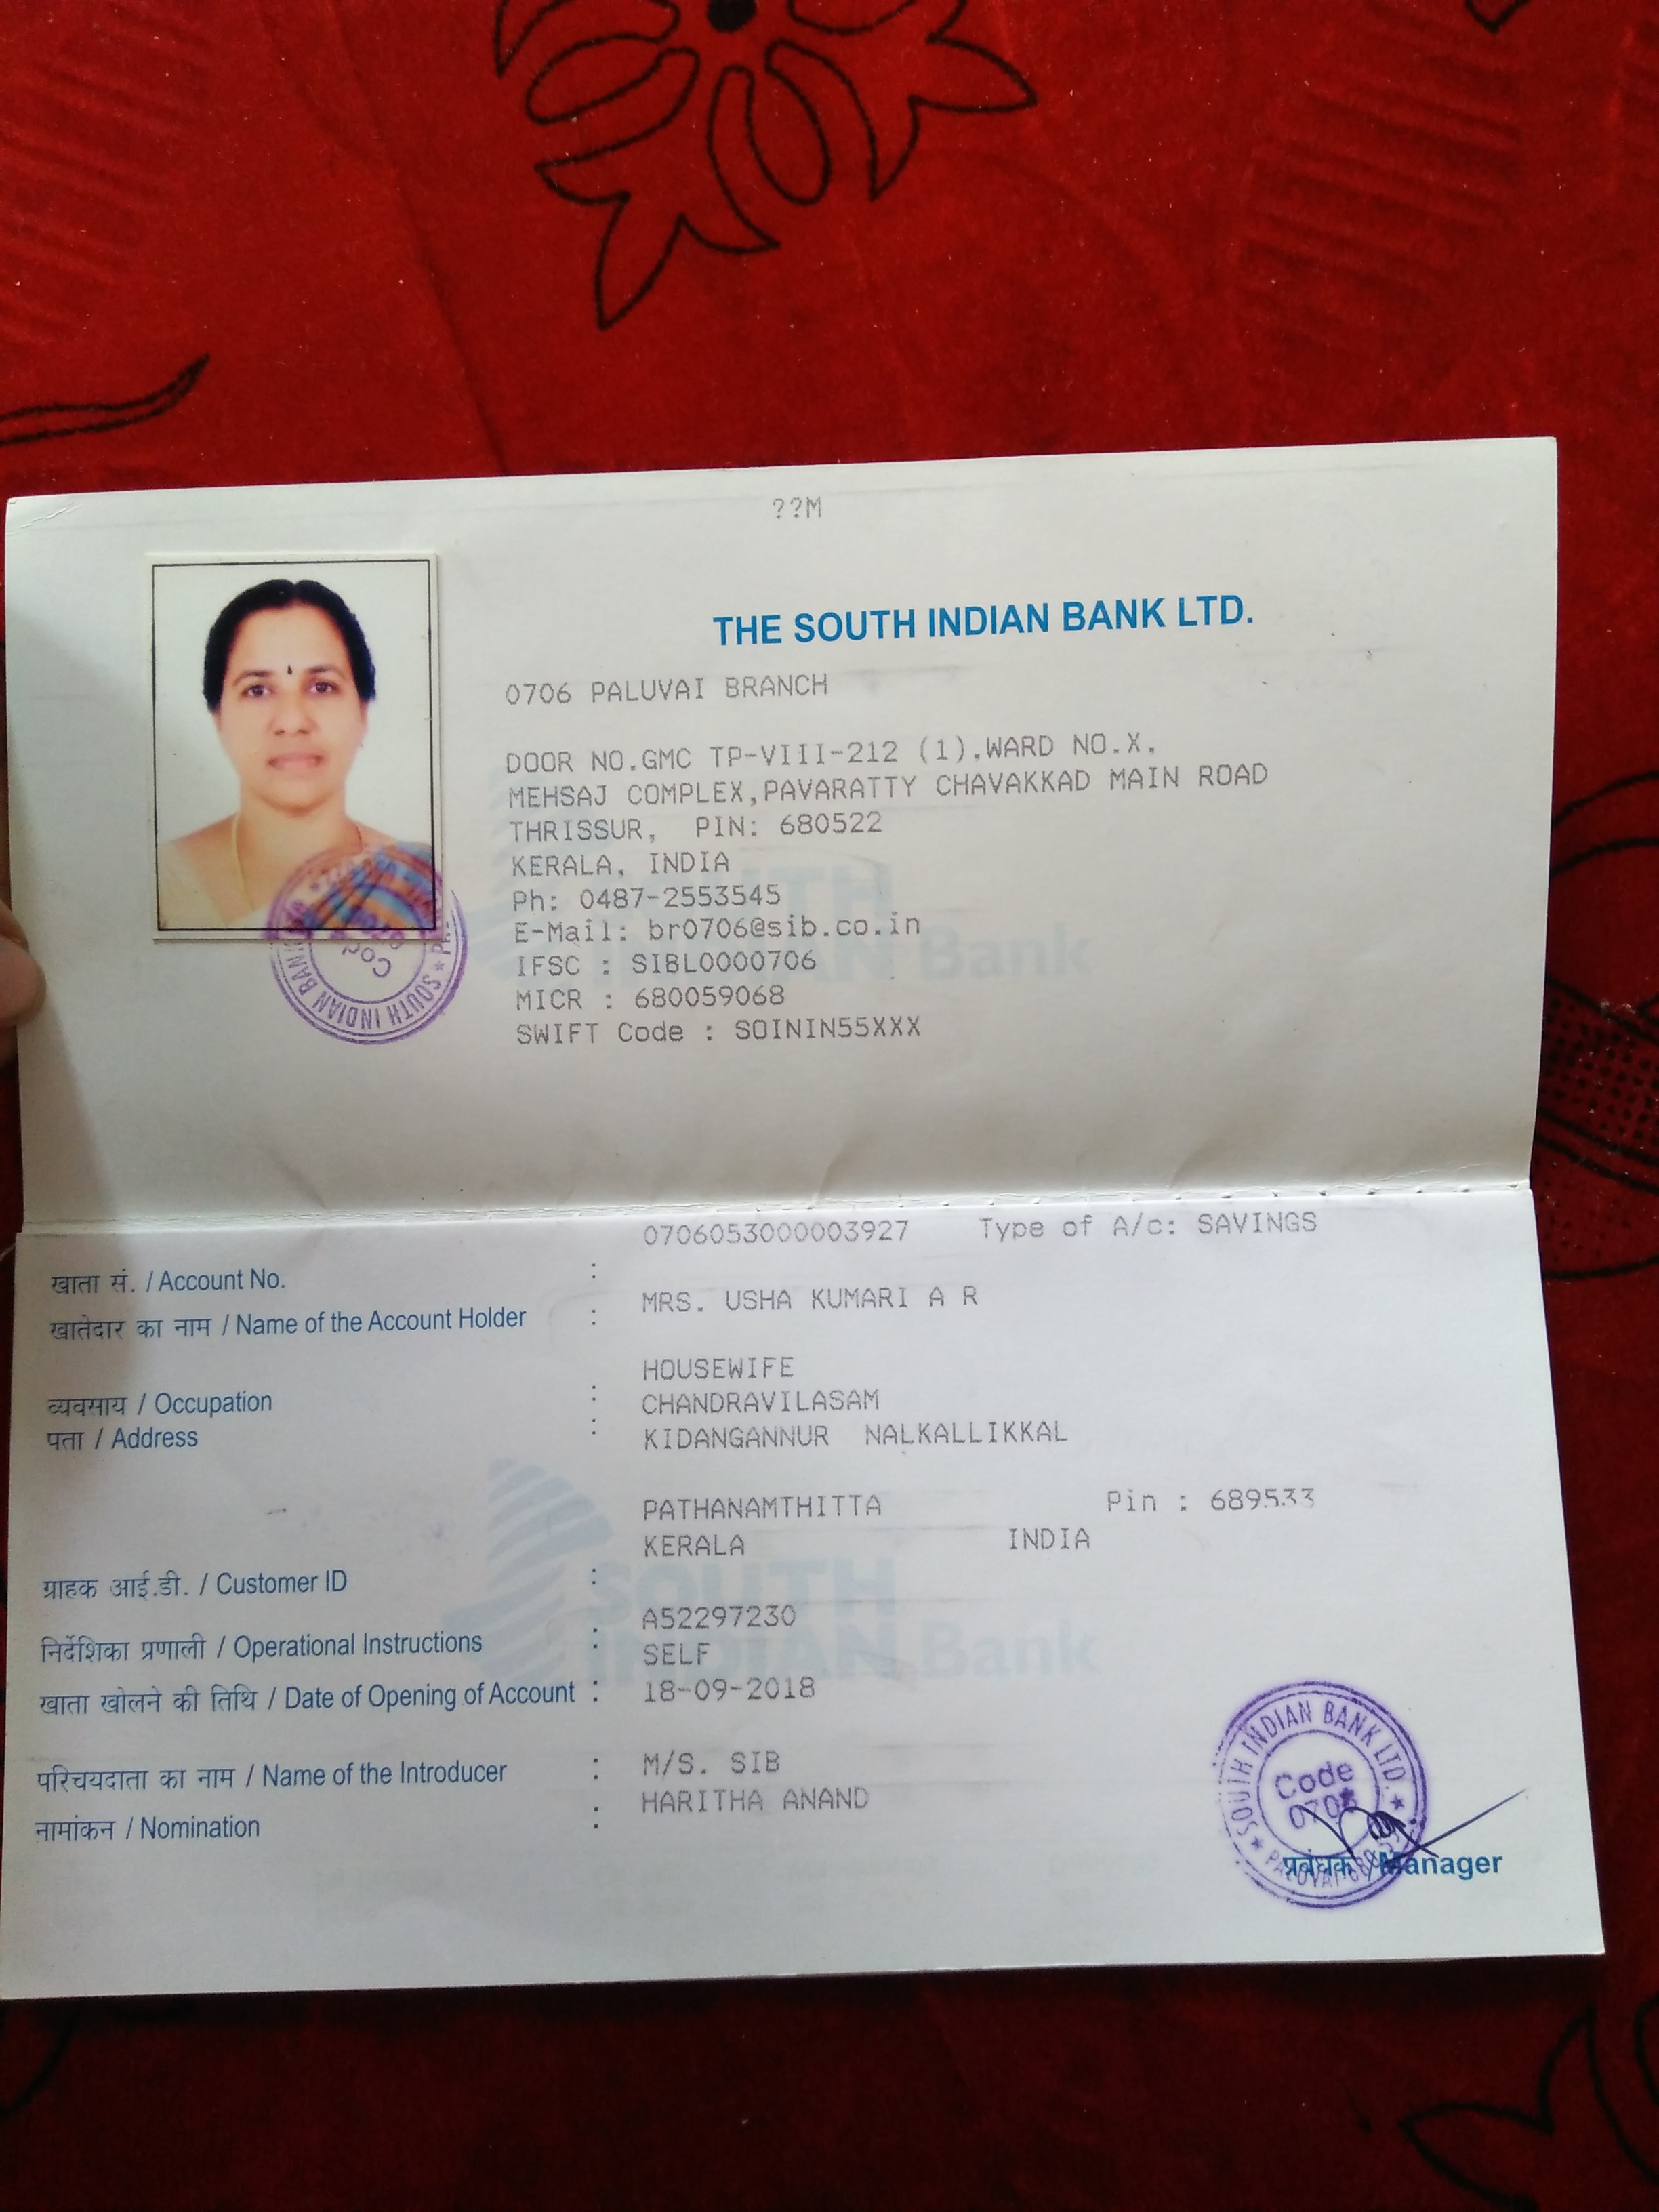 ??M
THE SOUTH INDIAN BANK LTD.
0706 PALUVAI BRANCH
DOOR NO.GMC TP-VIII-212 (1).WARD NO.X.
MEHSAJ COMPLEX,PAVARATTY CHAVAKKAD MAIN ROAD
THRISSUR, PIN: 680522
KERALA, INDIA
Ph: 0487-2553545
E-Mail: br0706@sib.co.in
IFSC : SIBL0000706
MICR : 680059068
SWIFT Code : SOININ55XXX
SOUTH INDIAN BANK
Code
0706053000003927 Type of A/c: SAVINGS
खाता सं. / Account No. :
MRS. USHA KUMARI A R
खातेदार का नाम / Name of the Account Holder :
HOUSEWIFE
व्यवसाय / Occupation :
CHANDRAVILASAM
पता / Address :
KIDANGANNUR NALKALLIKKAL
PATHANAMTHITTA Pin : 689533
KERALA INDIA
ग्राहक आई.डी. / Customer ID :
A52297230
निर्देशिका प्रणाली / Operational Instructions :
SELF
खाता खोलने की तिथि / Date of Opening of Account : 18-09-2018
परिचयदाता का नाम / Name of the Introducer : M/S. SIB
HARITHA ANAND
नामांकन / Nomination :
SOUTH INDIAN BANK LTD.
Code
0706
PALUVAI
प्रबंधक / Manager
SOUTH
INDIAN Bank